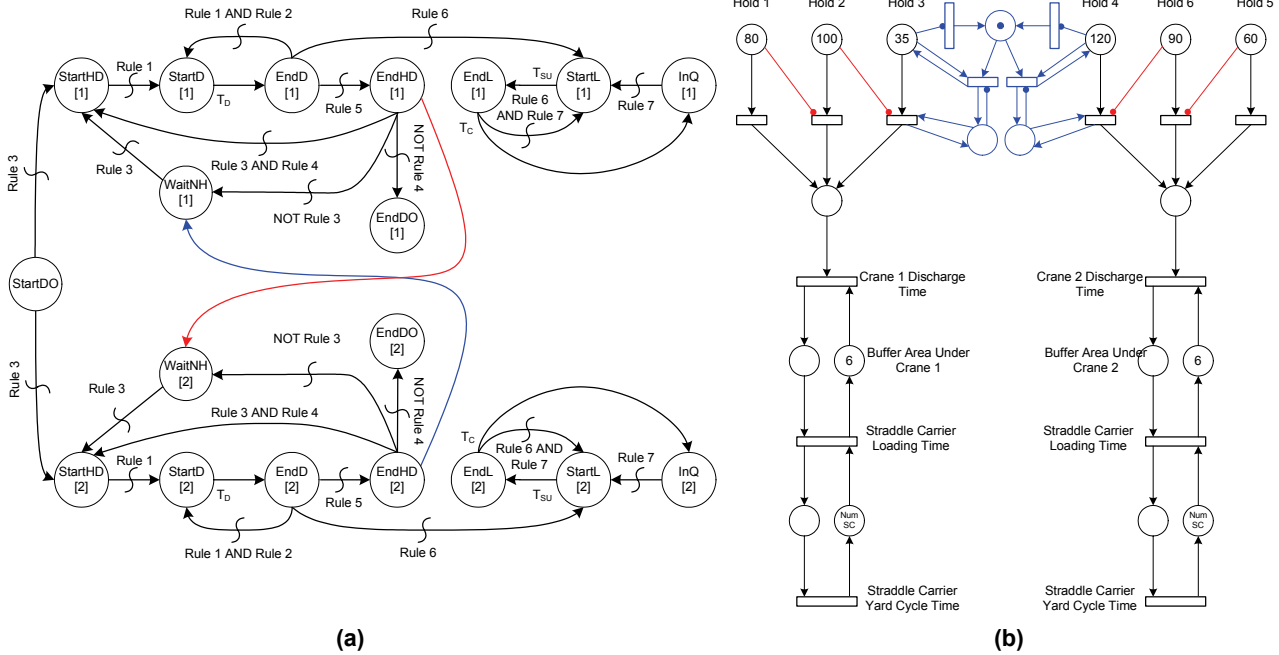 Rule 1 AND Rule 2
Rule 6
StartHD
[1]
Rule 1
StartD
[1]
T_D
EndD
[1]
Rule 5
EndHD
[1]
EndL
[1]
T_SU
StartL
[1]
Rule 7
InQ
[1]
Rule 6
AND Rule 7
T_C
Rule 3
Rule 3
Rule 3 AND Rule 4
NOT Rule 4
WaitNH
[1]
NOT Rule 3
EndDO
[1]
StartDO
EndDO
[2]
NOT Rule 3
WaitNH
[2]
Rule 3
Rule 3
NOT Rule 4
Rule 3 AND Rule 4
T_C
Rule 6 AND
Rule 7
StartHD
[2]
Rule 1
StartD
[2]
T_D
EndD
[2]
Rule 5
EndHD
[2]
EndL
[2]
T_SU
StartL
[2]
Rule 7
InQ
[2]
Rule 1 AND Rule 2
Rule 6
(a)
Hold 1
Hold 2
Hold 3
Hold 4
Hold 6
Hold 5
80
100
35
120
90
60
Crane 1 Discharge
Time
Crane 2 Discharge
Time
6
Buffer Area Under
Crane 1
Buffer Area Under
Crane 2
6
Straddle Carrier
Loading Time
Straddle Carrier
Loading Time
Num
SC
Num
SC
Straddle Carrier
Yard Cycle Time
Straddle Carrier
Yard Cycle Time
(b)